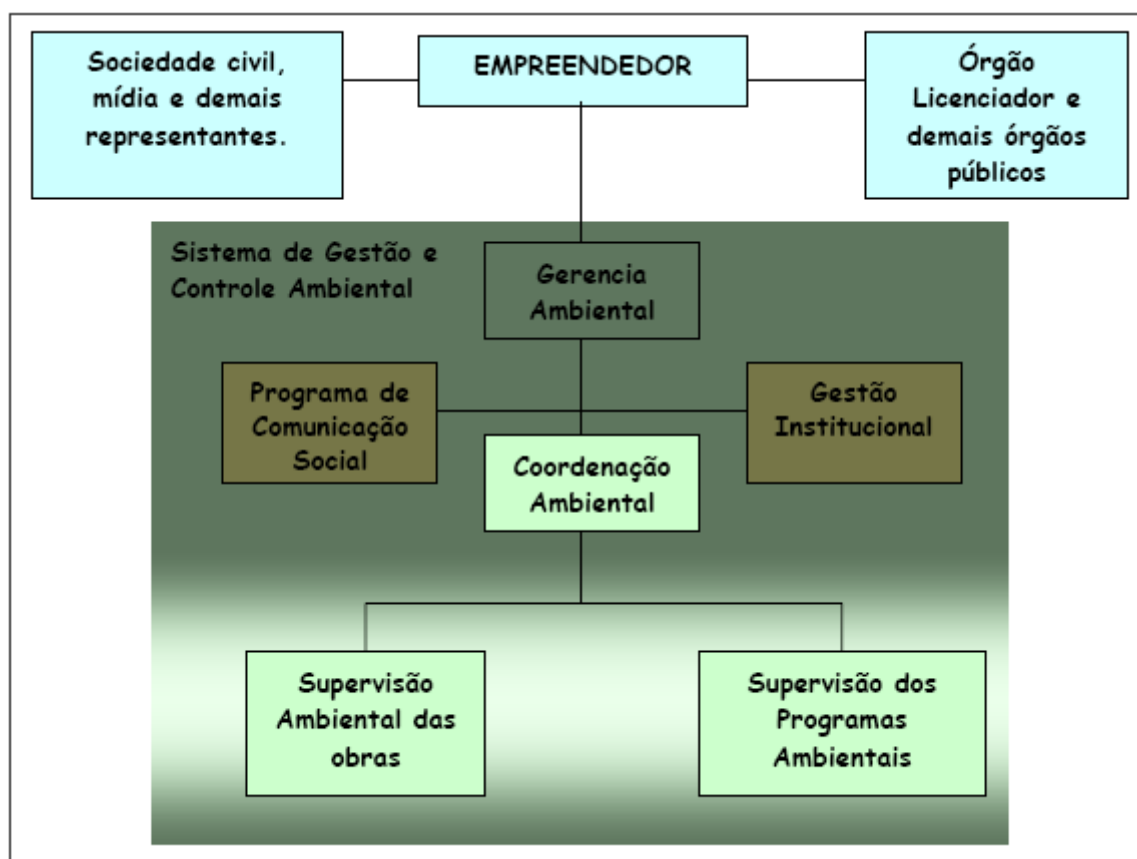 Sociedade civil,
mídia e demais
representantes.
EMPREENDEDOR
Órgão
Licenciador e
demais órgãos
públicos
Sistema de Gestão e
Controle Ambiental
Gerencia
Ambiental
Programa de
Comunicação
Social
Gestão
Institucional
Coordenação
Ambiental
Supervisão
Ambiental das
obras
Supervisão dos
Programas
Ambientais